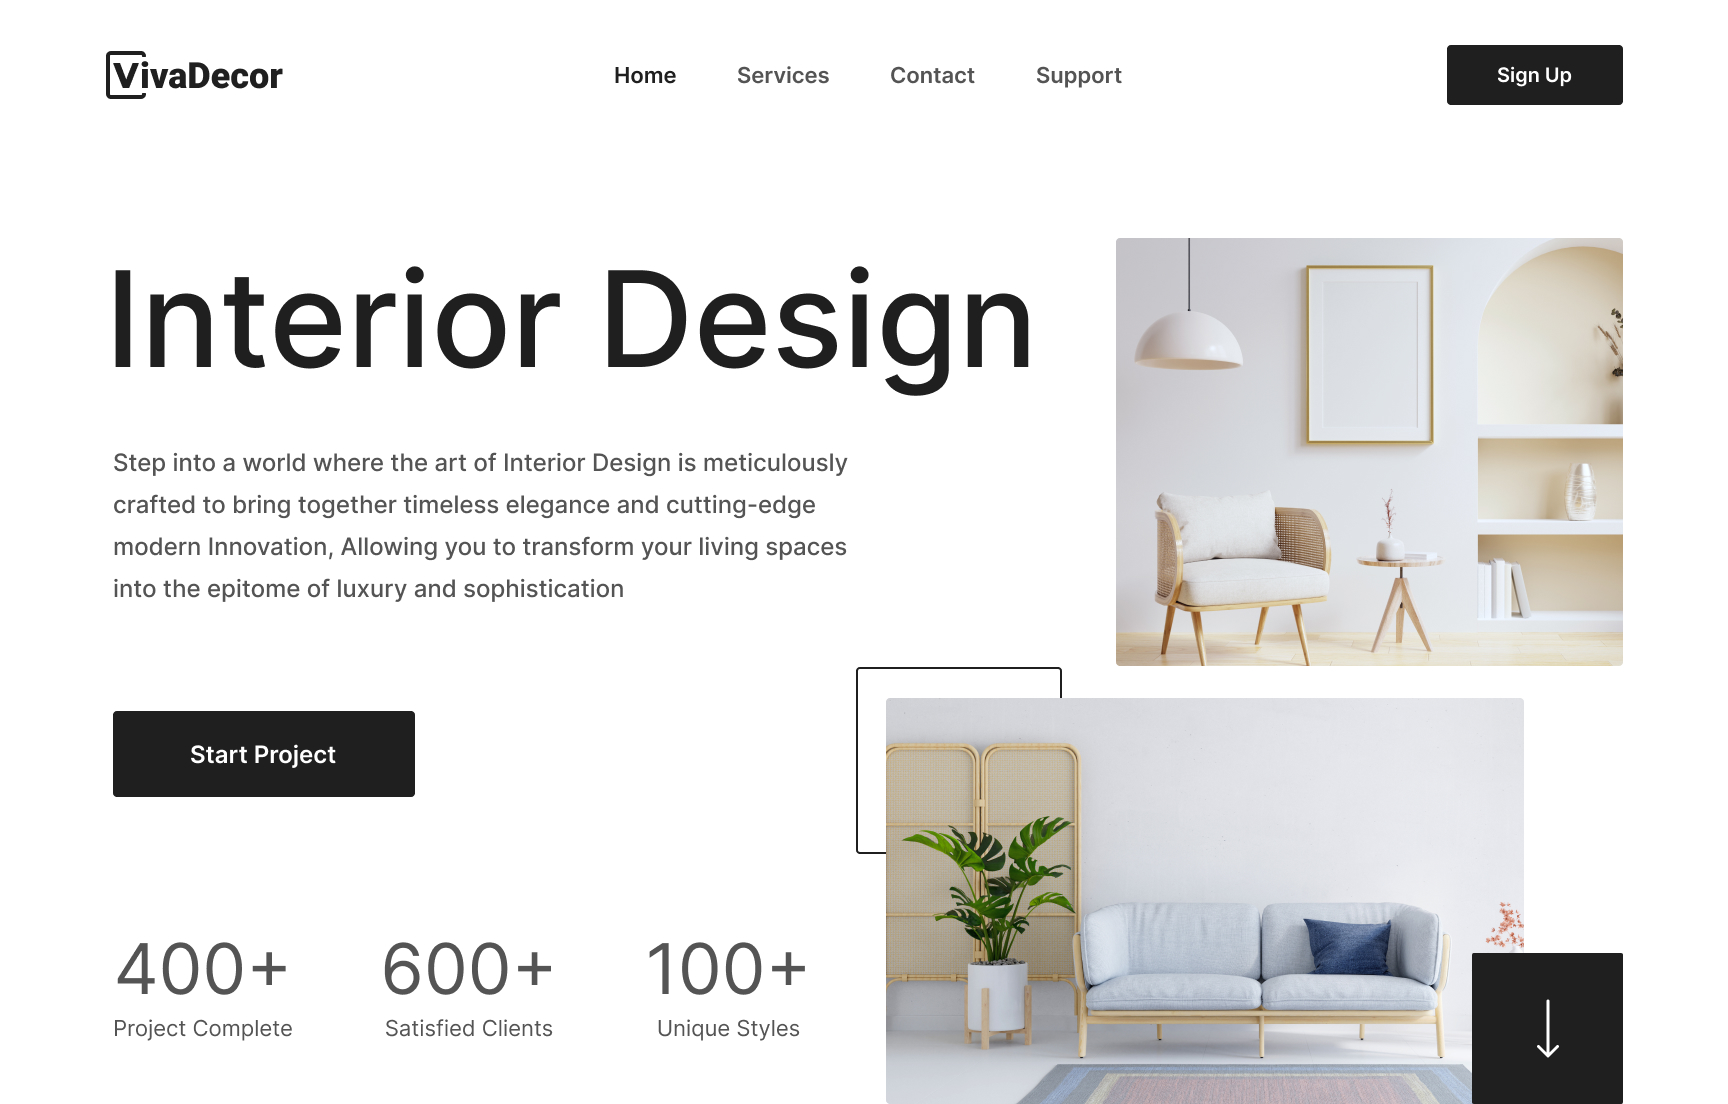 VivaDecor
Home
Services
Contact
Support
Sign Up
Interior Design
Step into a world where the art of Interior Design is meticulously
crafted to bring together timeless elegance and cutting-edge
modern Innovation, Allowing you to transform your living spaces
into the epitome of luxury and sophistication
Start Project
400+
Project Complete
600+
Satisfied Clients
100+
Unique Styles